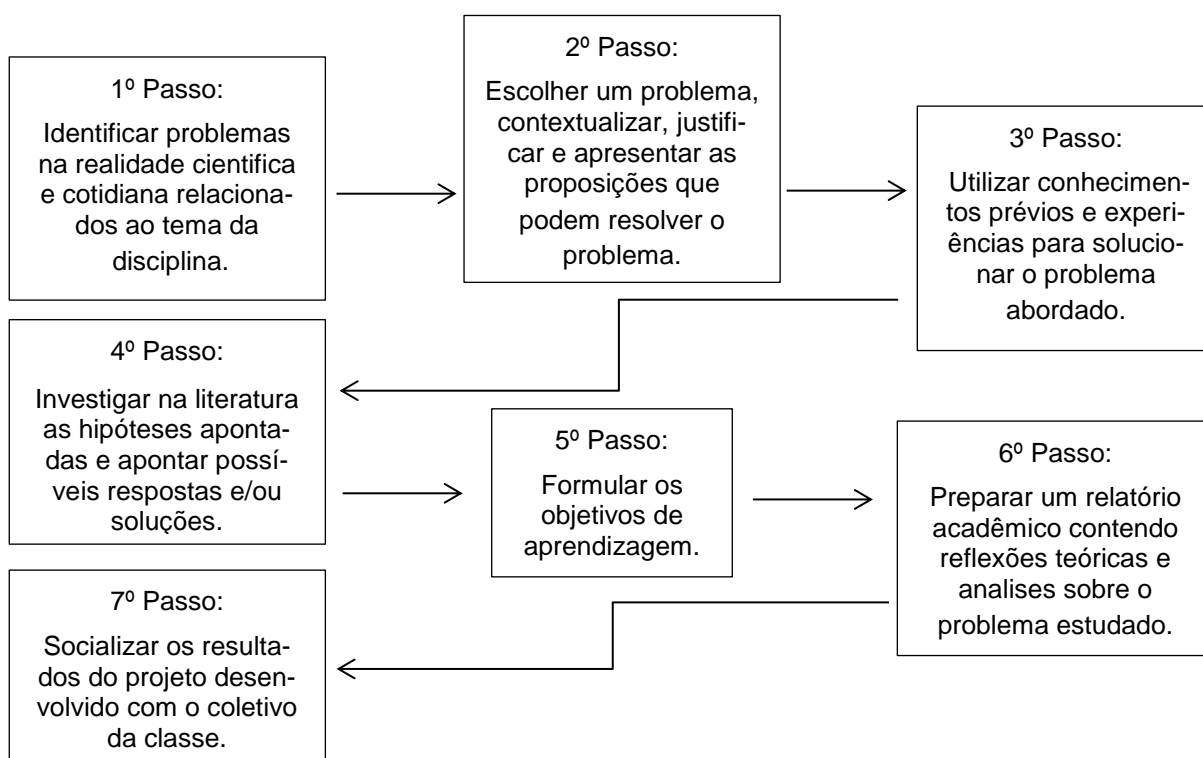 1º Passo:
Identificar problemas
na realidade científica
e cotidiana relaciona-
dos ao tema da
disciplina.
2º Passo:
Escolher um problema,
contextualizar, justifi-
car e apresentar as
proposições que
podem resolver o
problema.
3º Passo:
Utilizar conhecimen-
tos prévios e experi-
ências para solucio-
nar o problema
abordado.
4º Passo:
Investigar na literatura
as hipóteses aponta-
das e apontar possí-
veis respostas e/ou
soluções.
5º Passo:
Formular os
objetivos de
aprendizagem.
6º Passo:
Preparar um relatório
acadêmico contendo
reflexões teóricas e
analises sobre o
problema estudado.
7º Passo:
Socializar os resulta-
dos do projeto desen-
volvido com o coletivo
da classe.